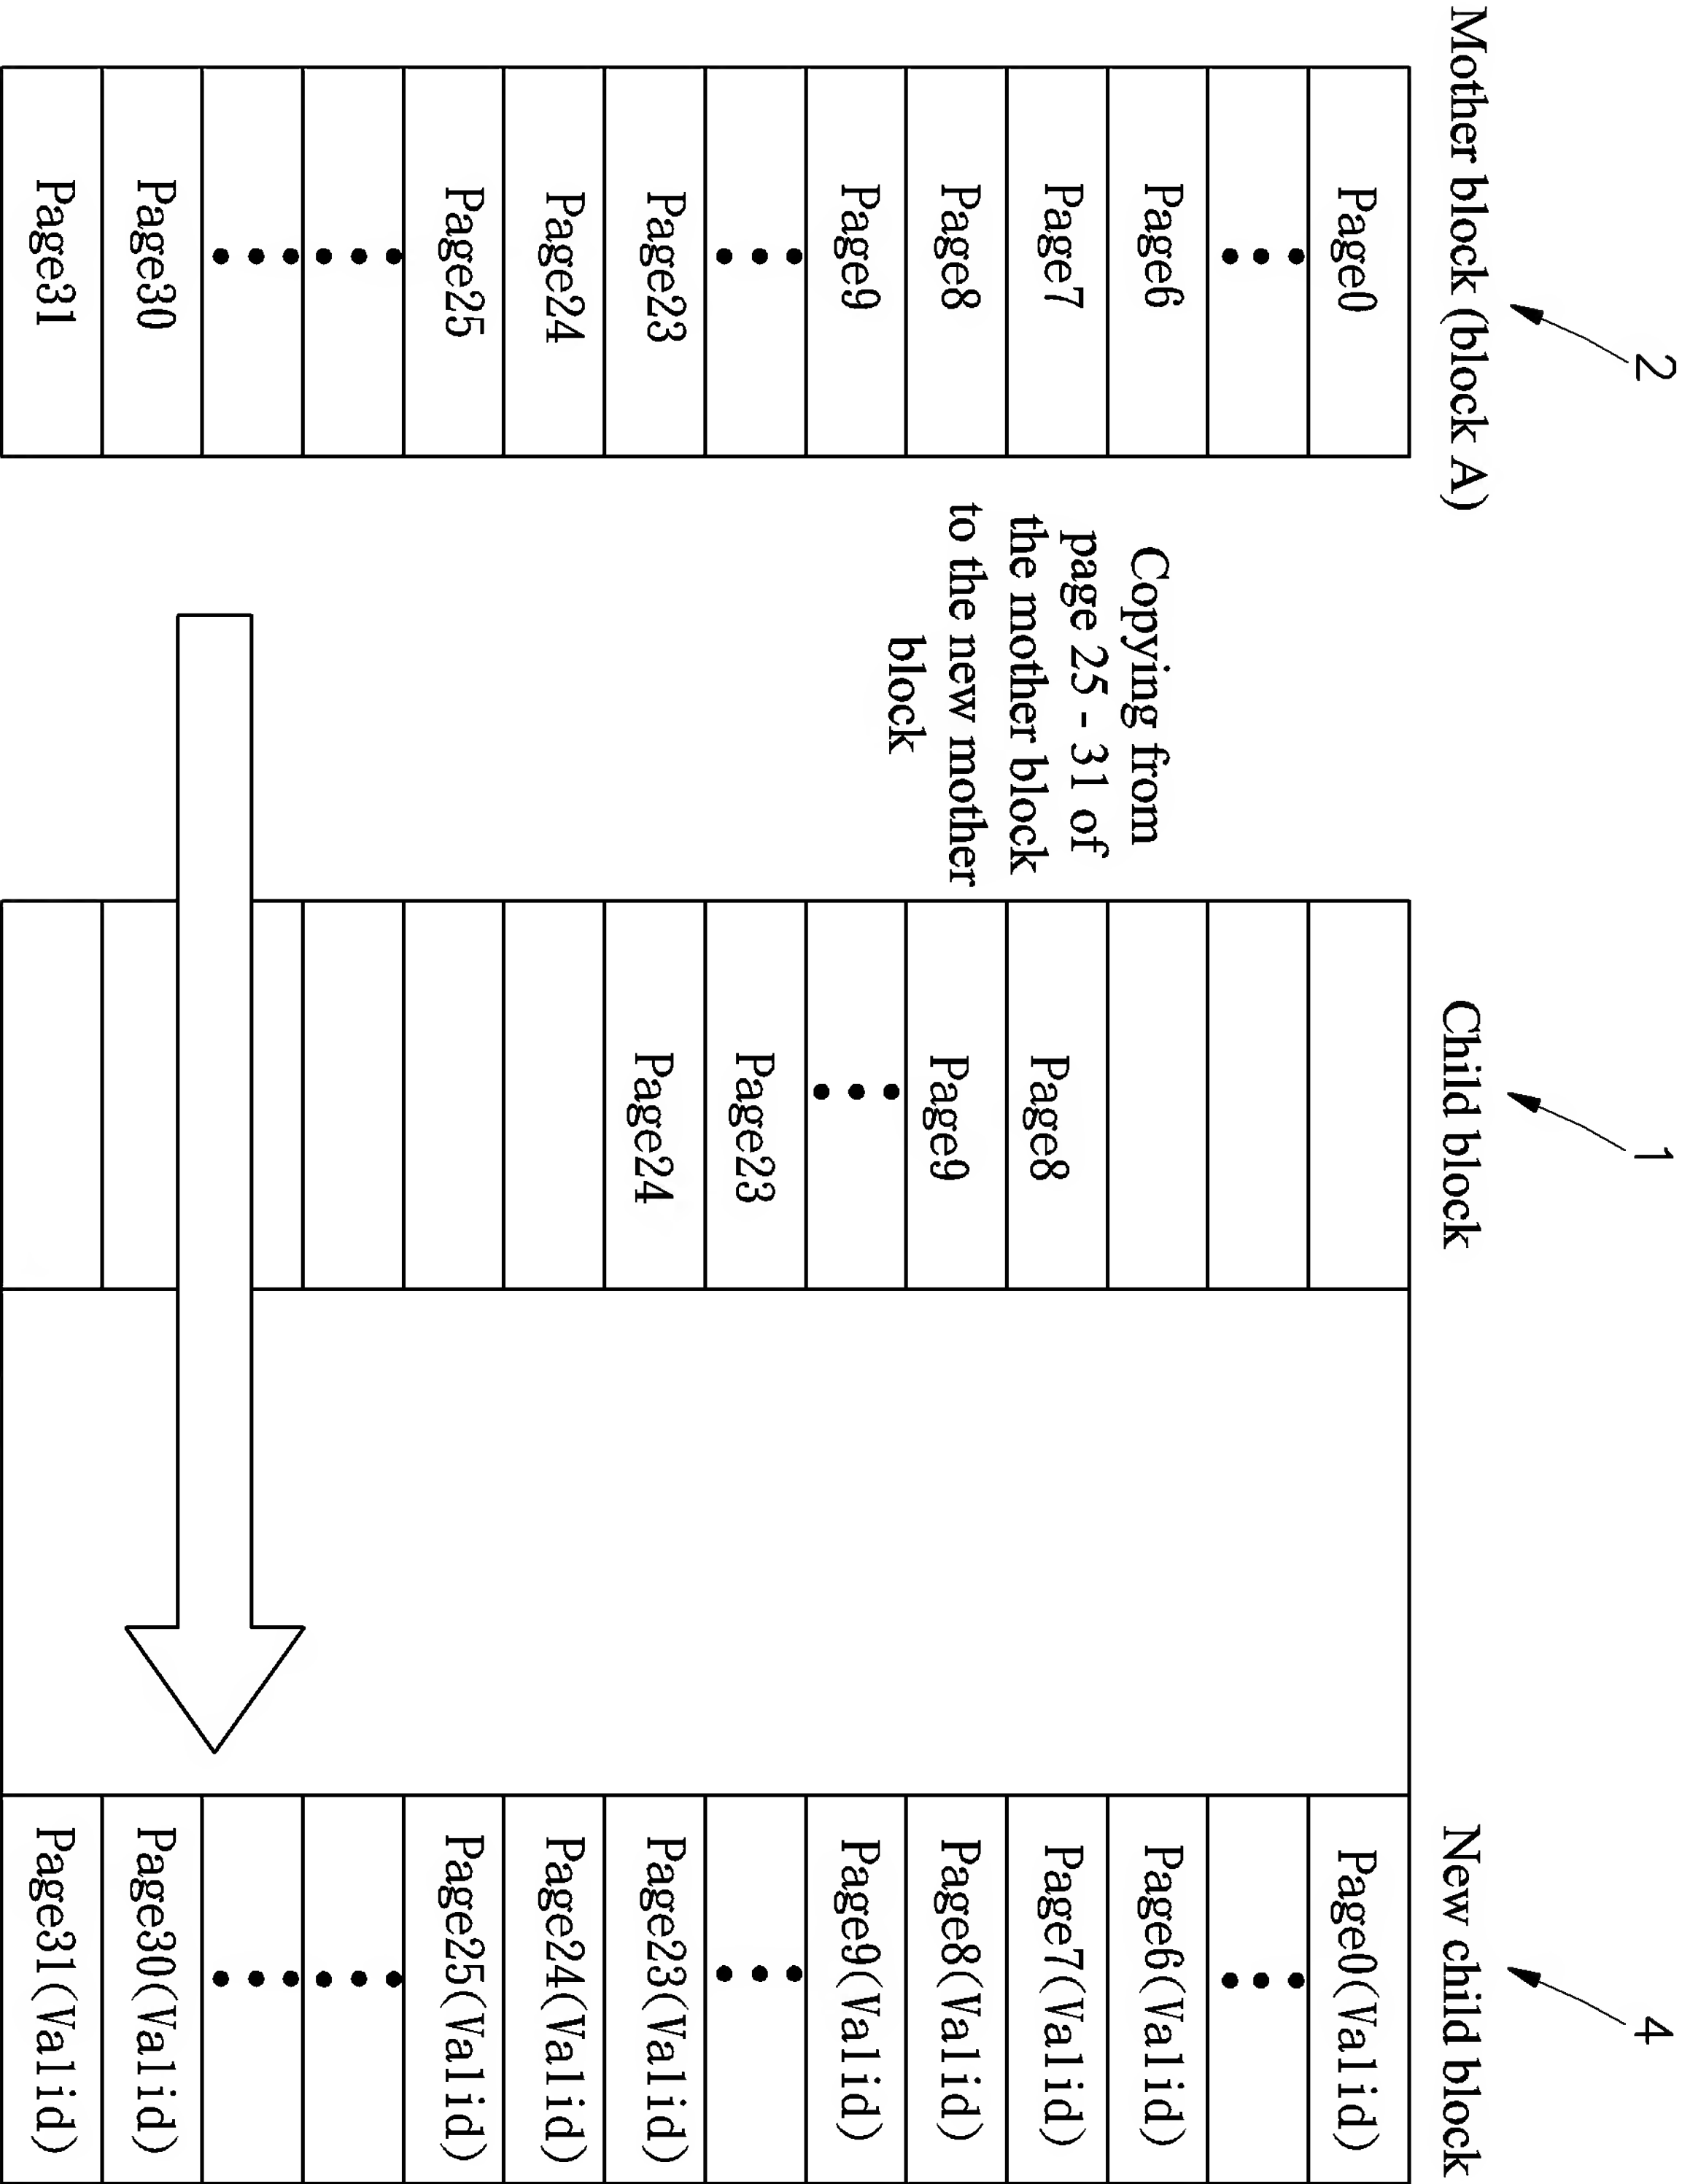 2
Mother block (block A)
Page0
•••
Page6
Page7
Page8
Page9
•••
Page23
Page24
Page25
•••
•••
Page30
Page31
Copying from
page 25 - 31 of
the mother block
to the new mother
block
1
Child block
Page8
Page9
•••
Page23
Page24
4
New child block
Page0(Valid)
•••
Page6(Valid)
Page7(Valid)
Page8(Valid)
Page9(Valid)
•••
Page23(Valid)
Page24(Valid)
Page25(Valid)
•••
•••
Page30(Valid)
Page31(Valid)